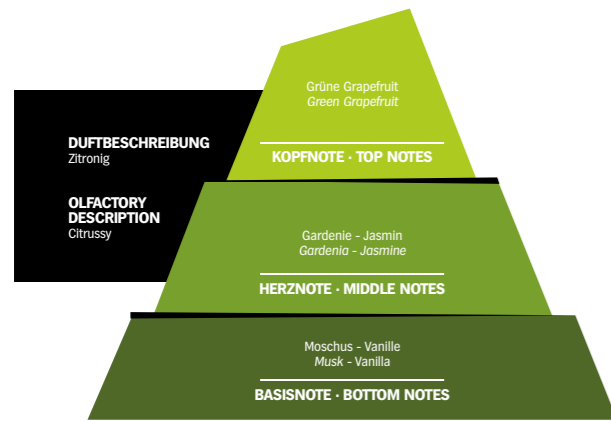 DUFTBESCHREIBUNG
Zitronig
OLFACTORY
DESCRIPTION
Citrussy
Grüne Grapefruit
Green Grapefruit
KOPFNOTE · TOP NOTES
Gardenie - Jasmin
Gardenia - Jasmine
HERZNOTE · MIDDLE NOTES
Moschus - Vanille
Musk - Vanilla
BASISNOTE · BOTTOM NOTES